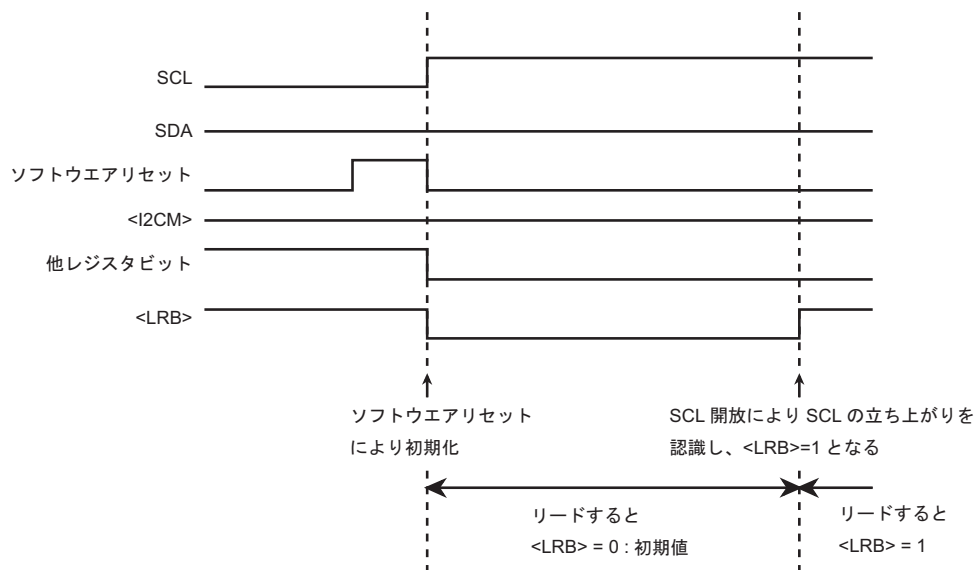 SCL
SDA
ソフトウエアリセット
<I2CM>
他レジスタビット
<LRB>
ソフトウエアリセット
により初期化
SCL 開放により SCL の立ち上がりを
認識し、<LRB>=1 となる
リードすると
<LRB> = 0 : 初期値
リードすると
<LRB> = 1